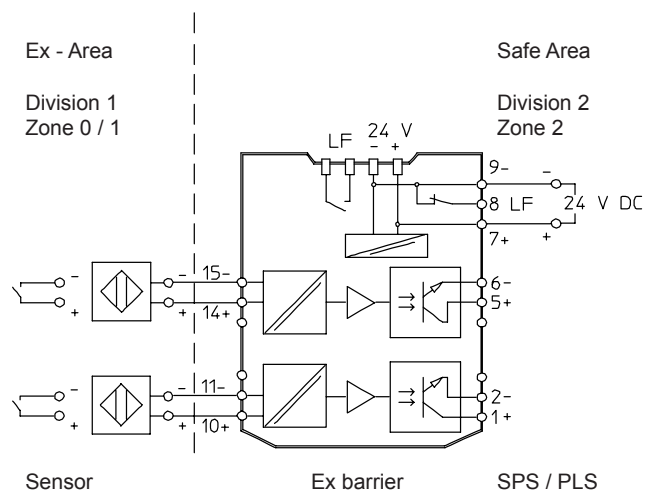 Ex - Area
Safe Area
Division 1
Zone 0 / 1
Division 2
Zone 2
LF 24 V
- +
9-
-
8 LF
24 V DC
7+
+
- - 15-
6-
+ + 14+
5+
- - 11-
2-
+ + 10+
1+
Sensor
Ex barrier
SPS / PLS